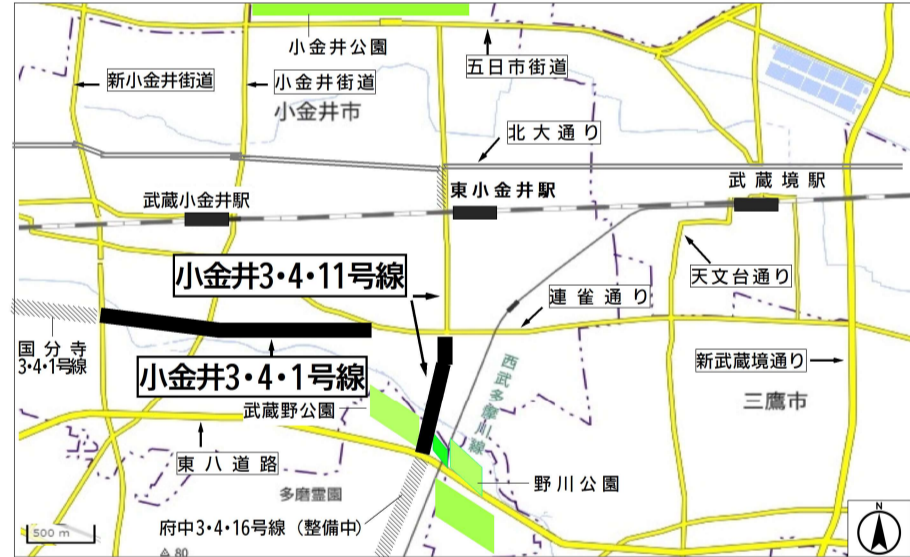 小金井公園
五日市街道
新小金井街道
小金井街道
小金井市
北大通り
武蔵小金井駅
東小金井駅
武蔵境駅
小金井3・4・11号線
天文台通り
連雀通り
国分寺
3・4・1号線
小金井3・4・1号線
西武多摩川線
新武蔵境通り
武蔵野公園
三鷹市
東八道路
野川公園
多磨霊園
府中3・4・16号線（整備中）
500 m
80
N